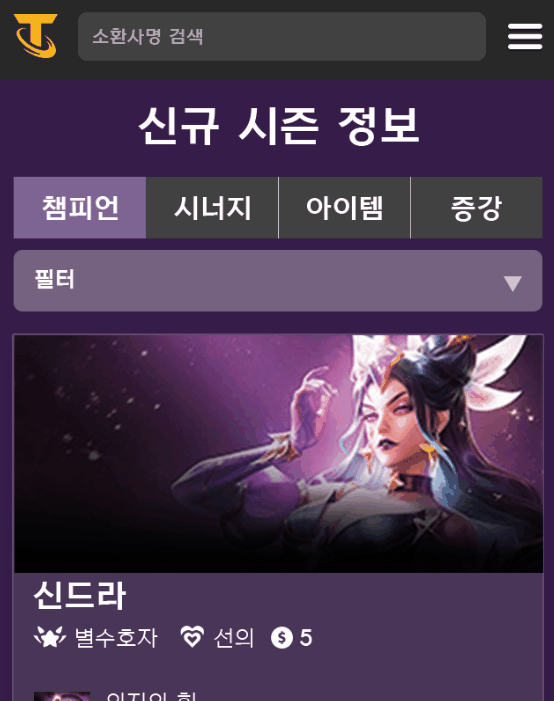 소환사명 검색
신규 시즌 정보
챔피언 시너지 아이템 증강
필터
신드라
별수호자 선의 5